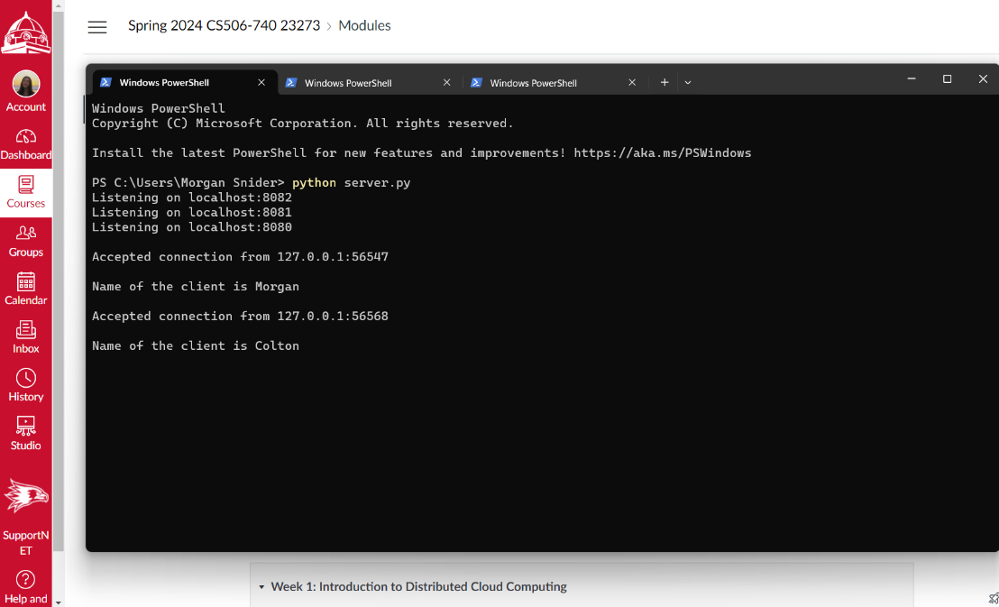 Spring 2024 CS506-740 23273 › Modules
Account
Dashboard
Courses
Groups
Calendar
Inbox
History
Studio
SupportN
ET
Help and
Windows PowerShell
Windows PowerShell
Windows PowerShell
Windows PowerShell
Copyright (C) Microsoft Corporation. All rights reserved.
Install the latest PowerShell for new features and improvements! https://aka.ms/PSWindows
PS C:\Users\Morgan Snider> python server.py
Listening on localhost:8082
Listening on localhost:8081
Listening on localhost:8080
Accepted connection from 127.0.0.1:56547
Name of the client is Morgan
Accepted connection from 127.0.0.1:56568
Name of the client is Colton
Week 1: Introduction to Distributed Cloud Computing